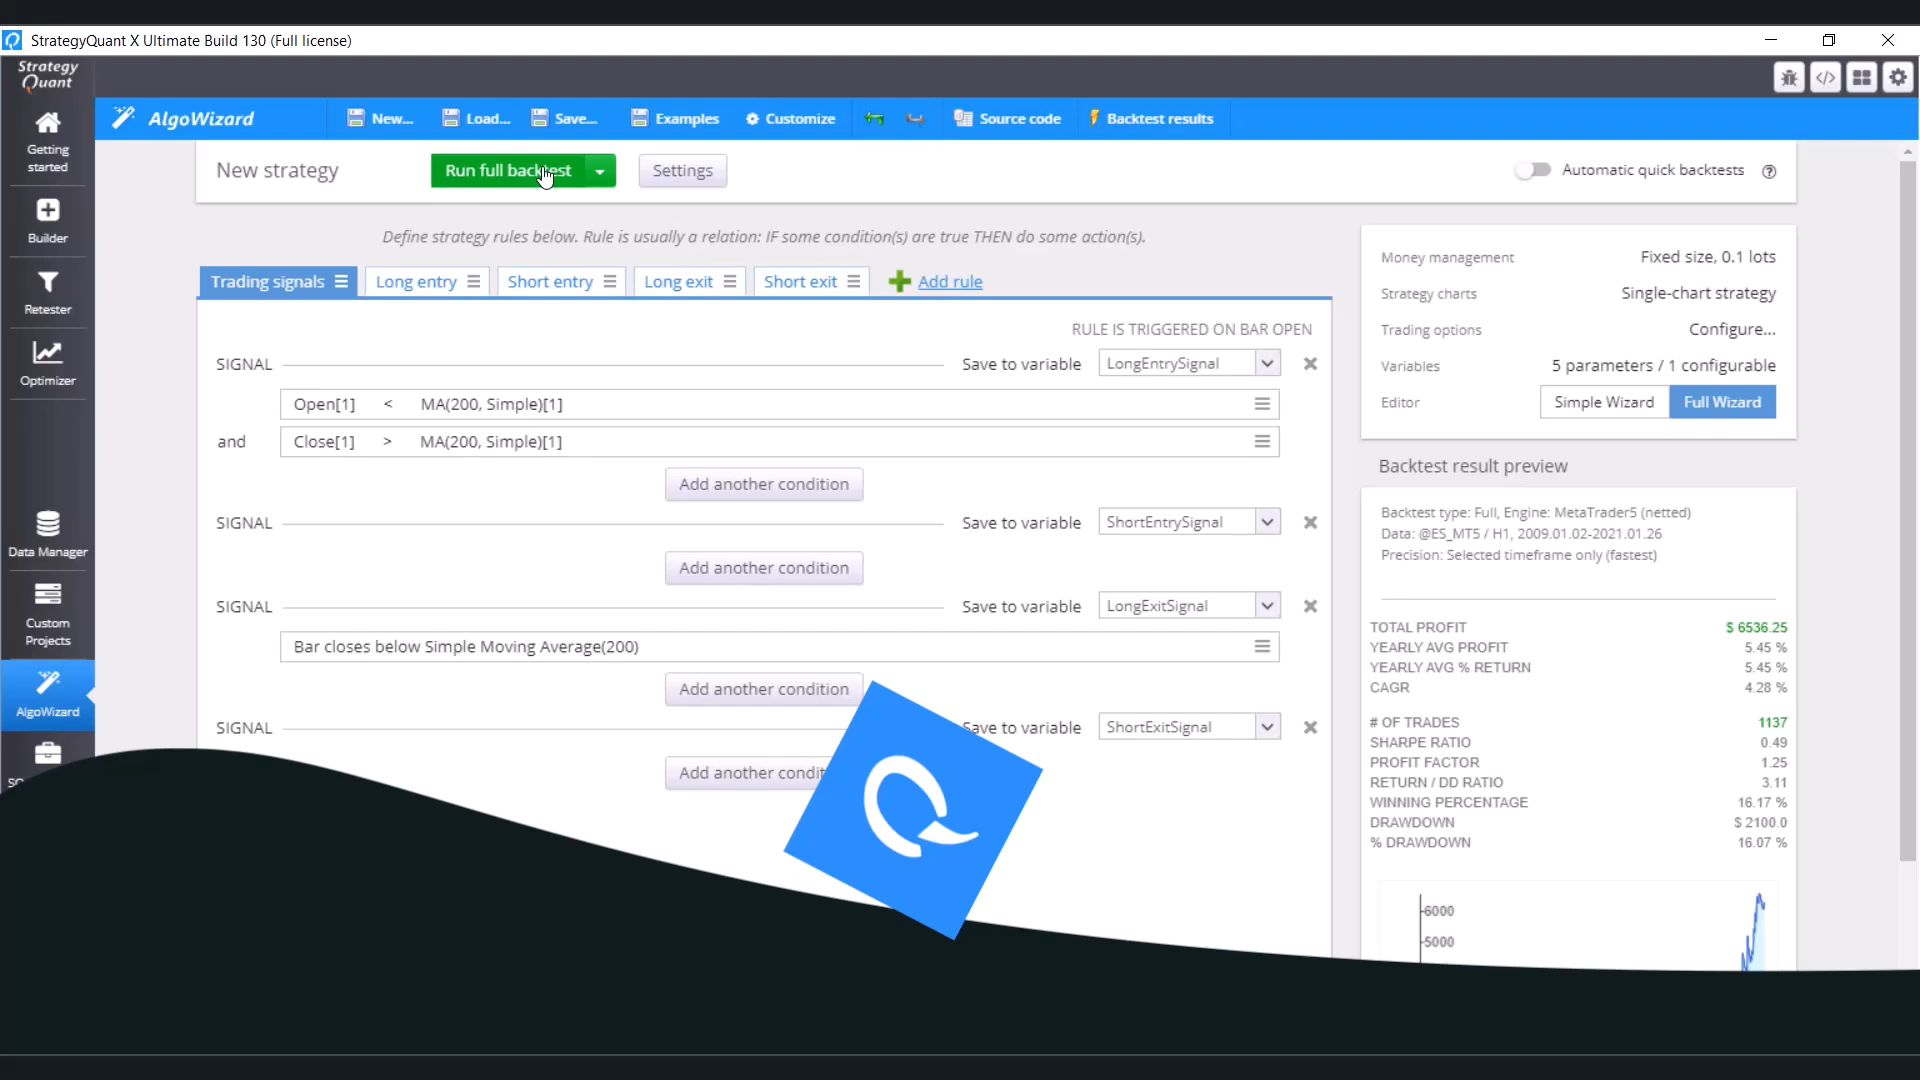 StrategyQuant X Ultimate Build 130 (Full license)
Strategy
Quant
AlgoWizard
New...
Load...
Save...
Examples
Customize
Source code
Backtest results
Getting
started
Builder
Retester
Optimizer
Data Manager
Custom
Projects
AlgoWizard
New strategy
Run full backtest
Settings
Automatic quick backtests
Define strategy rules below. Rule is usually a relation: IF some condition(s) are true THEN do some action(s).
Trading signals
Long entry
Short entry
Long exit
Short exit
Add rule
RULE IS TRIGGERED ON BAR OPEN
SIGNAL
Save to variable
LongEntrySignal
Open[1] < MA(200, Simple)[1]
and
Close[1] > MA(200, Simple)[1]
Add another condition
SIGNAL
Save to variable
ShortEntrySignal
Add another condition
SIGNAL
Save to variable
LongExitSignal
Bar closes below Simple Moving Average(200)
Add another condition
SIGNAL
Save to variable
ShortExitSignal
Add another condit
Money management Fixed size, 0.1 lots
Strategy charts Single-chart strategy
Trading options Configure...
Variables 5 parameters / 1 configurable
Editor Simple Wizard Full Wizard
Backtest result preview
Backtest type: Full, Engine: MetaTrader5 (netted)
Data: @ES_MT5 / H1, 2009.01.02-2021.01.26
Precision: Selected timeframe only (fastest)
TOTAL PROFIT $ 6536.25
YEARLY AVG PROFIT 5.45 %
YEARLY AVG % RETURN 5.45 %
CAGR 4.28 %
# OF TRADES 1137
SHARPE RATIO 0.49
PROFIT FACTOR 1.25
RETURN / DD RATIO 3.11
WINNING PERCENTAGE 16.17 %
DRAWDOWN $ 2100.0
% DRAWDOWN 16.07 %
6000
5000